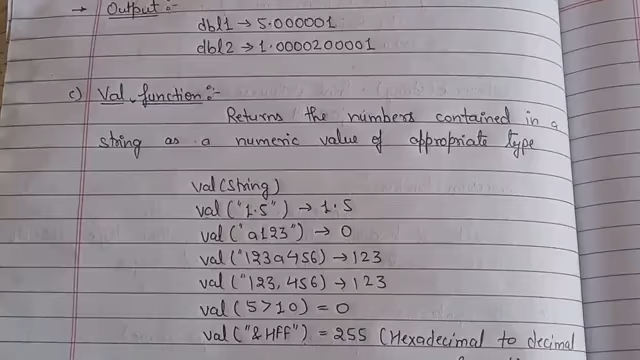 → Output :-
dbl1 → 5.000001
dbl2 → 1.0000200001
c) Val function :-
Returns the numbers contained in a
string as a numeric value of appropriate type
val(string)
val("1.5") → 1.5
val("a123") → 0
val("123a456) → 123
val("123,456) → 123
val (5>10) = 0
val("&HFF") = 255 (Hexadecimal to decimal